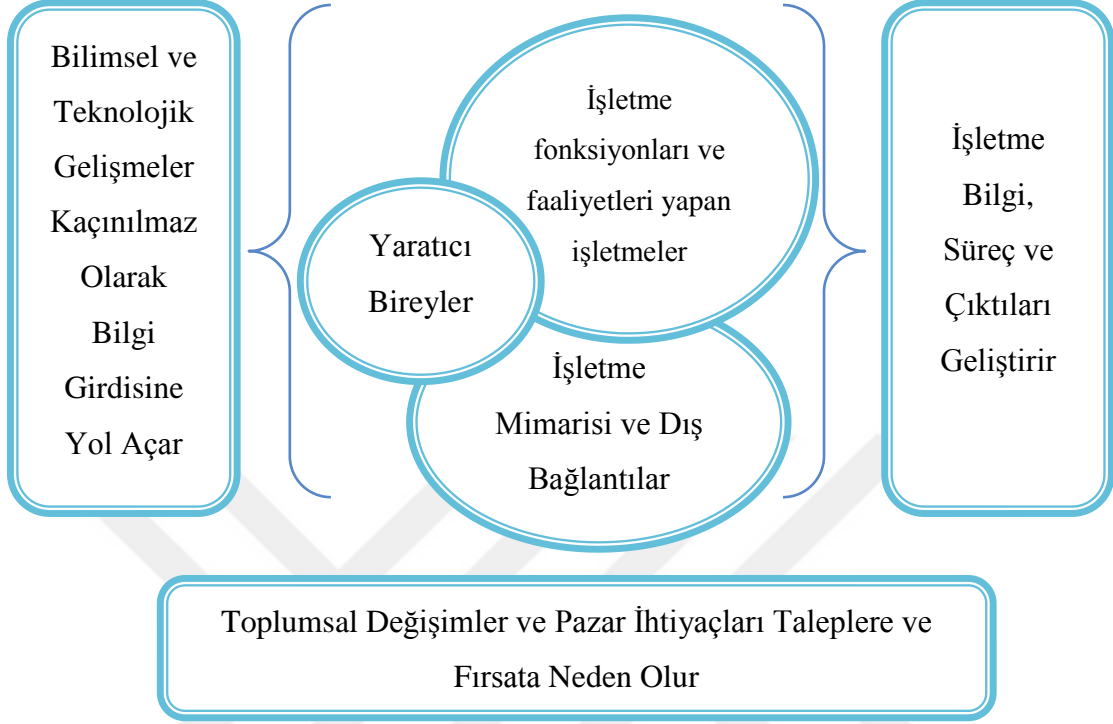 Bilimsel ve
Teknolojik
Gelişmeler
Kaçınılmaz
Olarak
Bilgi
Girdisine
Yol Açar
Yaratıcı
Bireyler
İşletme
fonksiyonları ve
faaliyetleri yapan
işletmeler
İşletme
Mimarisi ve Dış
Bağlantılar
İşletme
Bilgi,
Süreç ve
Çıktıları
Geliştirir
Toplumsal Değişimler ve Pazar İhtiyaçları Taleplere ve
Fırsata Neden Olur